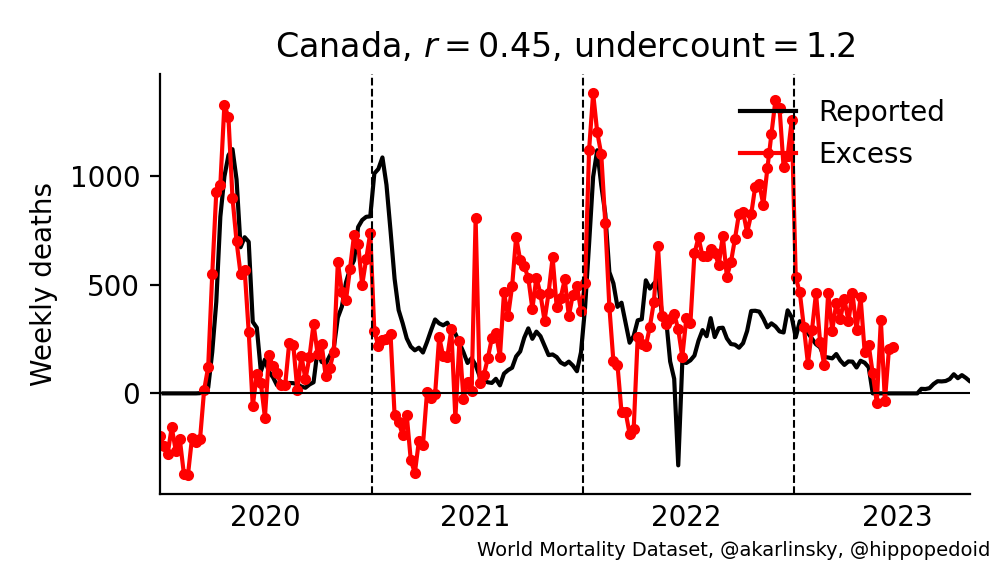 Canada, r = 0.45, undercount = 1.2
Reported
Excess
Weekly deaths
1000
500
0
2020 2021 2022 2023
World Mortality Dataset, @akarlinsky, @hippopedoid